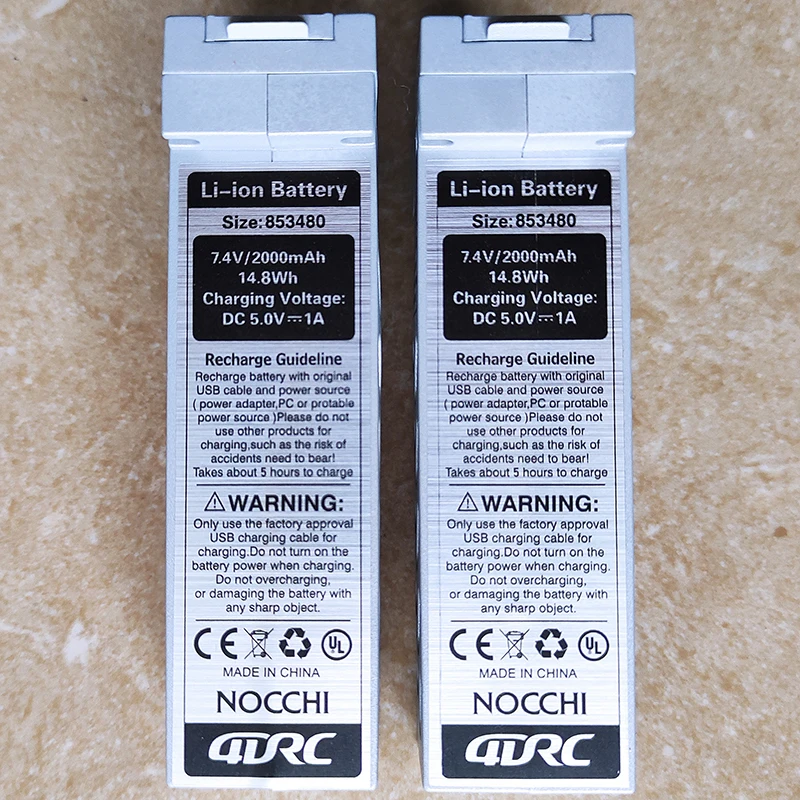 Li-ion Battery
Size:853480
7.4V/2000mAh
14.8Wh
Charging Voltage:
DC 5.0V⎓1A
Recharge Guideline
Recharge battery with original
USB cable and power source
( power adapter,PC or protable
power source )Please do not
use other products for
charging,such as the risk of
accidents need to bear!
Takes about 5 hours to charge
⚠WARNING:
Only use the factory approval
USB charging cable for
charging.Do not turn on the
battery power when charging.
Do not overcharging,
or damaging the battery with
any sharp object.
CE UL
MADE IN CHINA
NOCCHI
4DRC
Li-ion Battery
Size:853480
7.4V/2000mAh
14.8Wh
Charging Voltage:
DC 5.0V⎓1A
Recharge Guideline
Recharge battery with original
USB cable and power source
( power adapter,PC or protable
power source )Please do not
use other products for
charging,such as the risk of
accidents need to bear!
Takes about 5 hours to charge
⚠WARNING:
Only use the factory approval
USB charging cable for
charging.Do not turn on the
battery power when charging.
Do not overcharging,
or damaging the battery with
any sharp object.
CE UL
MADE IN CHINA
NOCCHI
4DRC